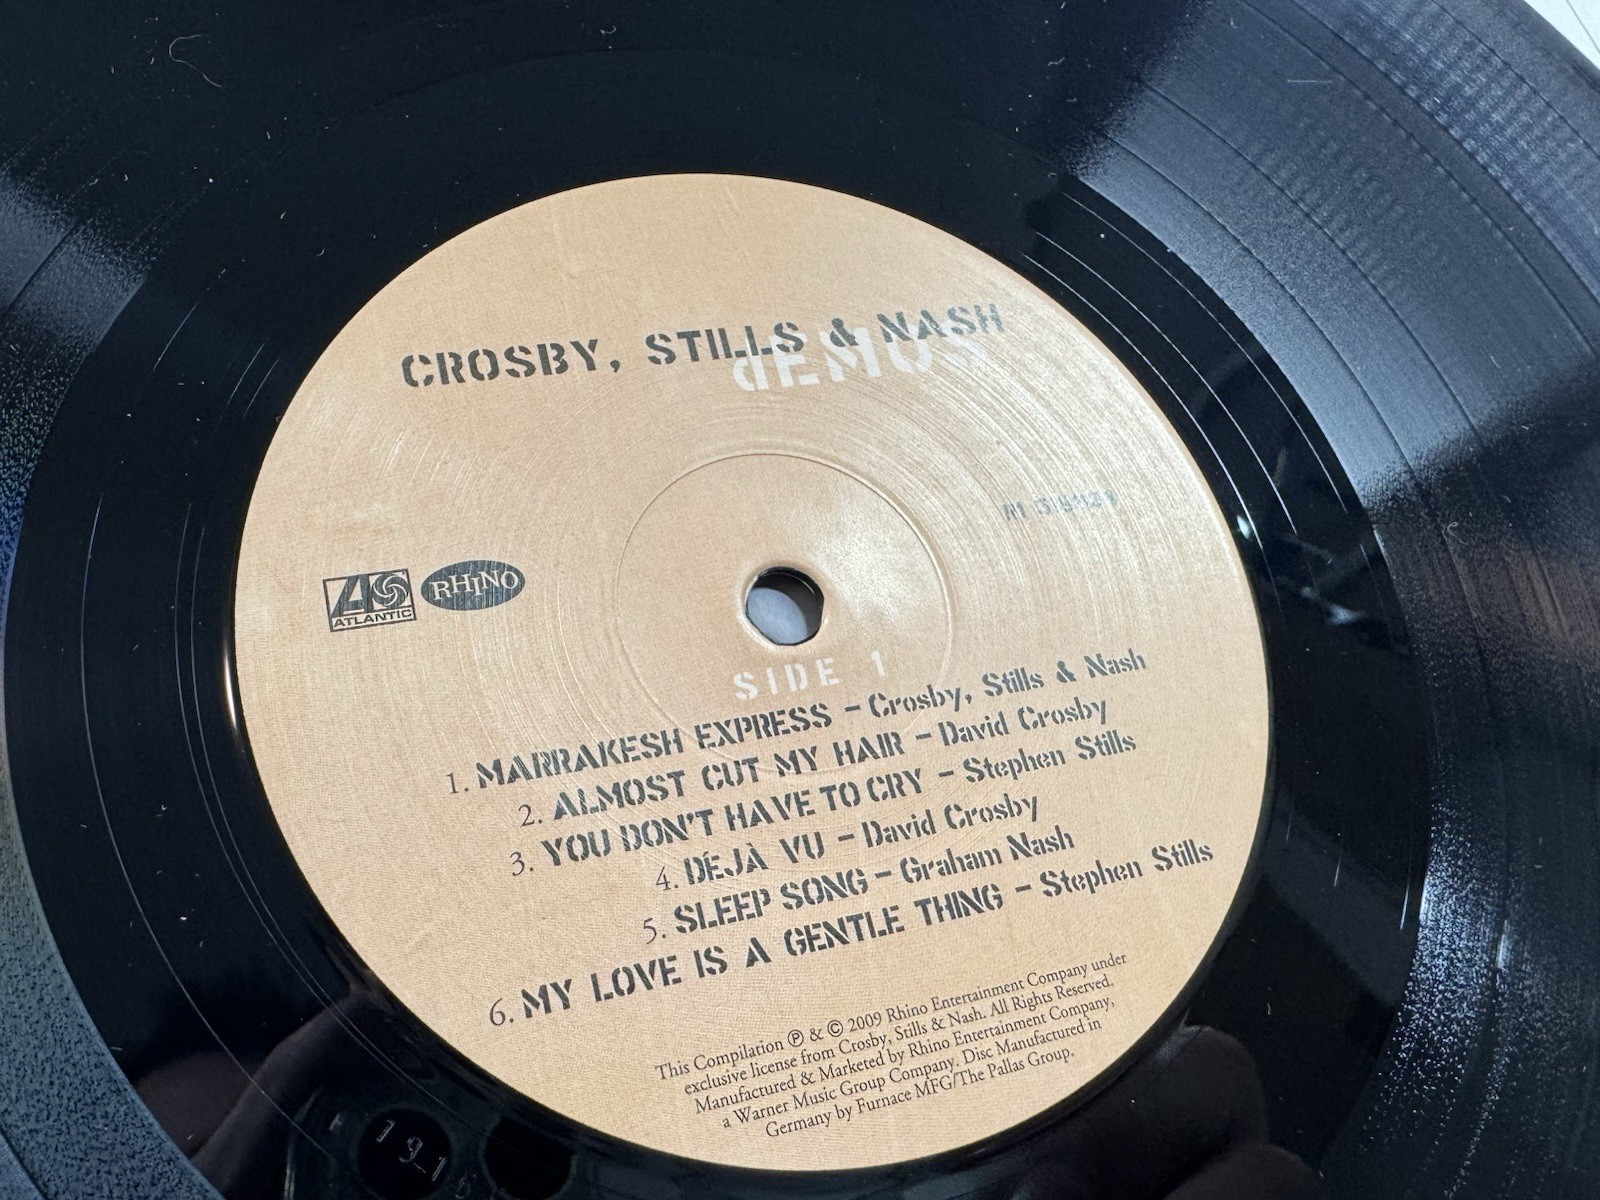 CROSBY, STILLS & NASH
dEMOS
ATLANTIC
RHINO
SIDE 1
1. MARRAKESH EXPRESS – Crosby, Stills & Nash
2. ALMOST CUT MY HAIR – David Crosby
3. YOU DON'T HAVE TO CRY – Stephen Stills
4. DÉJÀ VU – David Crosby
5. SLEEP SONG – Graham Nash
6. MY LOVE IS A GENTLE THING – Stephen Stills
This Compilation ℗ & © 2009 Rhino Entertainment Company under
exclusive license from Crosby, Stills & Nash. All Rights Reserved.
Manufactured & Marketed by Rhino Entertainment Company,
a Warner Music Group Company. Disc Manufactured in
Germany by Furnace MFG/The Pallas Group.